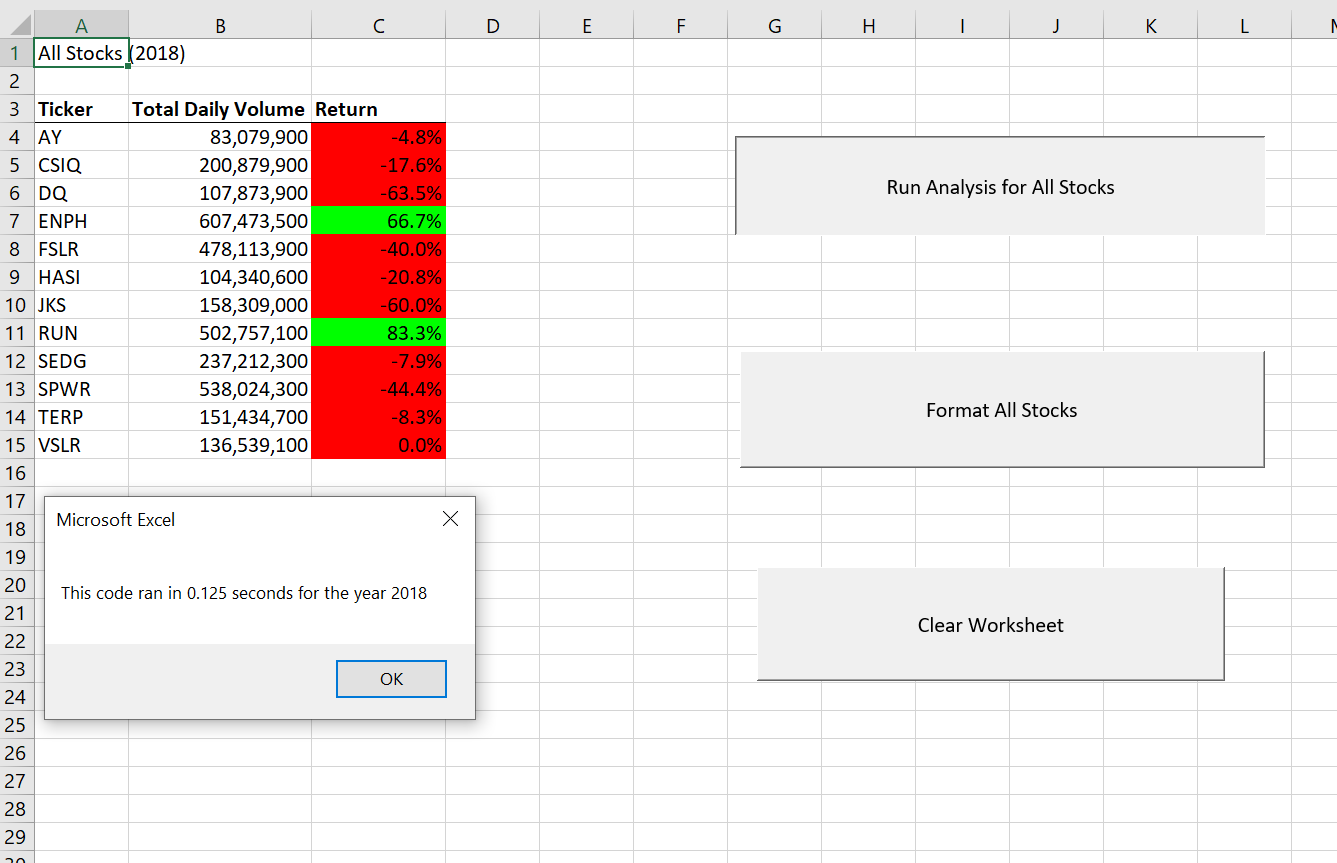 A B C D E F G H I J K L
1 All Stocks (2018)
2
3 Ticker Total Daily Volume Return
4 AY 83,079,900 -4.8%
5 CSIQ 200,879,900 -17.6%
6 DQ 107,873,900 -63.5%
7 ENPH 607,473,500 66.7%
8 FSLR 478,113,900 -40.0%
9 HASI 104,340,600 -20.8%
10 JKS 158,309,000 -60.0%
11 RUN 502,757,100 83.3%
12 SEDG 237,212,300 -7.9%
13 SPWR 538,024,300 -44.4%
14 TERP 151,434,700 -8.3%
15 VSLR 136,539,100 0.0%
16
17
18
19
20
21
22
23
24
25
26
27
28
29
Microsoft Excel
This code ran in 0.125 seconds for the year 2018
OK
Run Analysis for All Stocks
Format All Stocks
Clear Worksheet